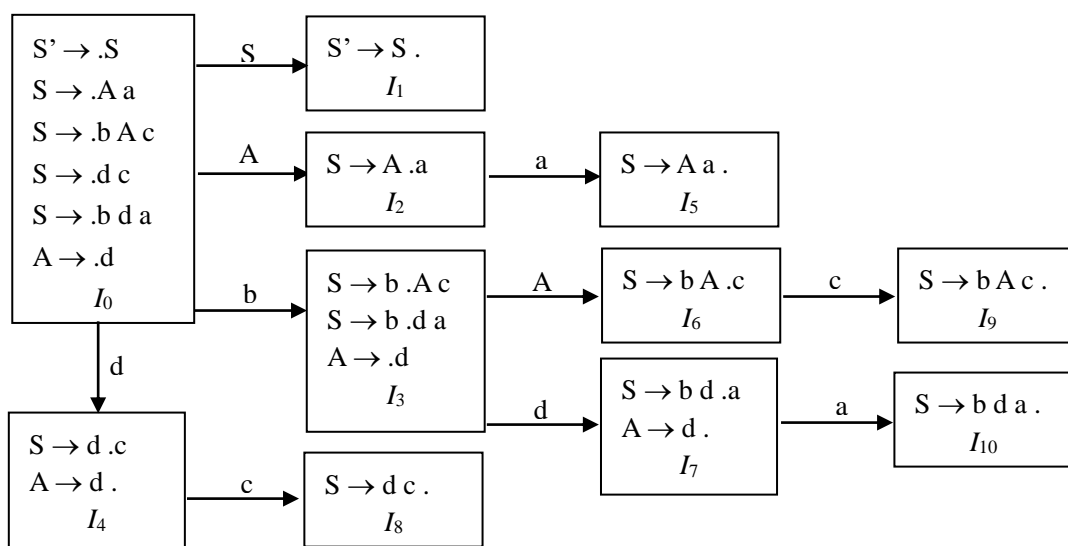 S’ → .S
S → .A a
S → .b A c
S → .d c
S → .b d a
A → .d
I0
S
S’ → S .
I1
A
S → A .a
I2
a
S → A a .
I5
b
S → b .A c
S → b .d a
A → .d
I3
A
S → b A .c
I6
c
S → b A c .
I9
d
S → b d .a
A → d .
I7
a
S → b d a .
I10
d
S → d .c
A → d .
I4
c
S → d c .
I8